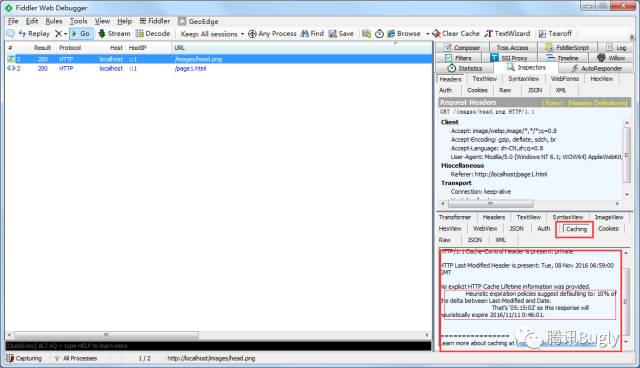 Fiddler Web Debugger
File Edit Rules Tools View Help Fiddler GeoEdge
Replay Go Stream Decode Keep: All sessions Any Process Find Save Browse Clear Cache TextWizard Tearoff
# Result Protocol Host HostIP URL
3 200 HTTP localhost ::1 /images/head.png
2 200 HTTP localhost ::1 /page1.html
Composer Tcss.Access FiddlerScript Log
Filters SSI Proxy Timeline Willow
Statistics Inspectors AutoResponder
Headers TextView SyntaxView WebForms HexView
Auth Cookies Raw JSON XML
Request Headers [ Raw ] [Header Definitions]
GET /images/head.png HTTP/1.1
Client
Accept: image/webp,image/*,*/*;q=0.8
Accept-Encoding: gzip, deflate, sdch, br
Accept-Language: zh-CN,zh;q=0.8
User-Agent: Mozilla/5.0 (Windows NT 6.1; WOW64) AppleWebKit/
Miscellaneous
Referer: http://localhost/page1.html
Transport
Connection: keep-alive
Transformer Headers TextView SyntaxView ImageView
HexView WebView JSON Auth Caching Cookies
Raw JSON XML
HTTP/1.1 Cache-Control Header is present: private
HTTP Last-Modified Header is present: Tue, 08 Nov 2016 06:59:00
GMT
No explicit HTTP Cache Lifetime information was provided.
Heuristic expiration policies suggest defaulting to: 10% of
the delta between Last-Modified and Date.
That's '05:15:02' so this response will
heuristically expire 2016/11/11 0:46:01.
================
Learn more about caching at
腾讯Bugly
[QuickExec] ALT+Q > type HELP to learn more
Capturing All Processes 1 / 2 http://localhost/images/head.png